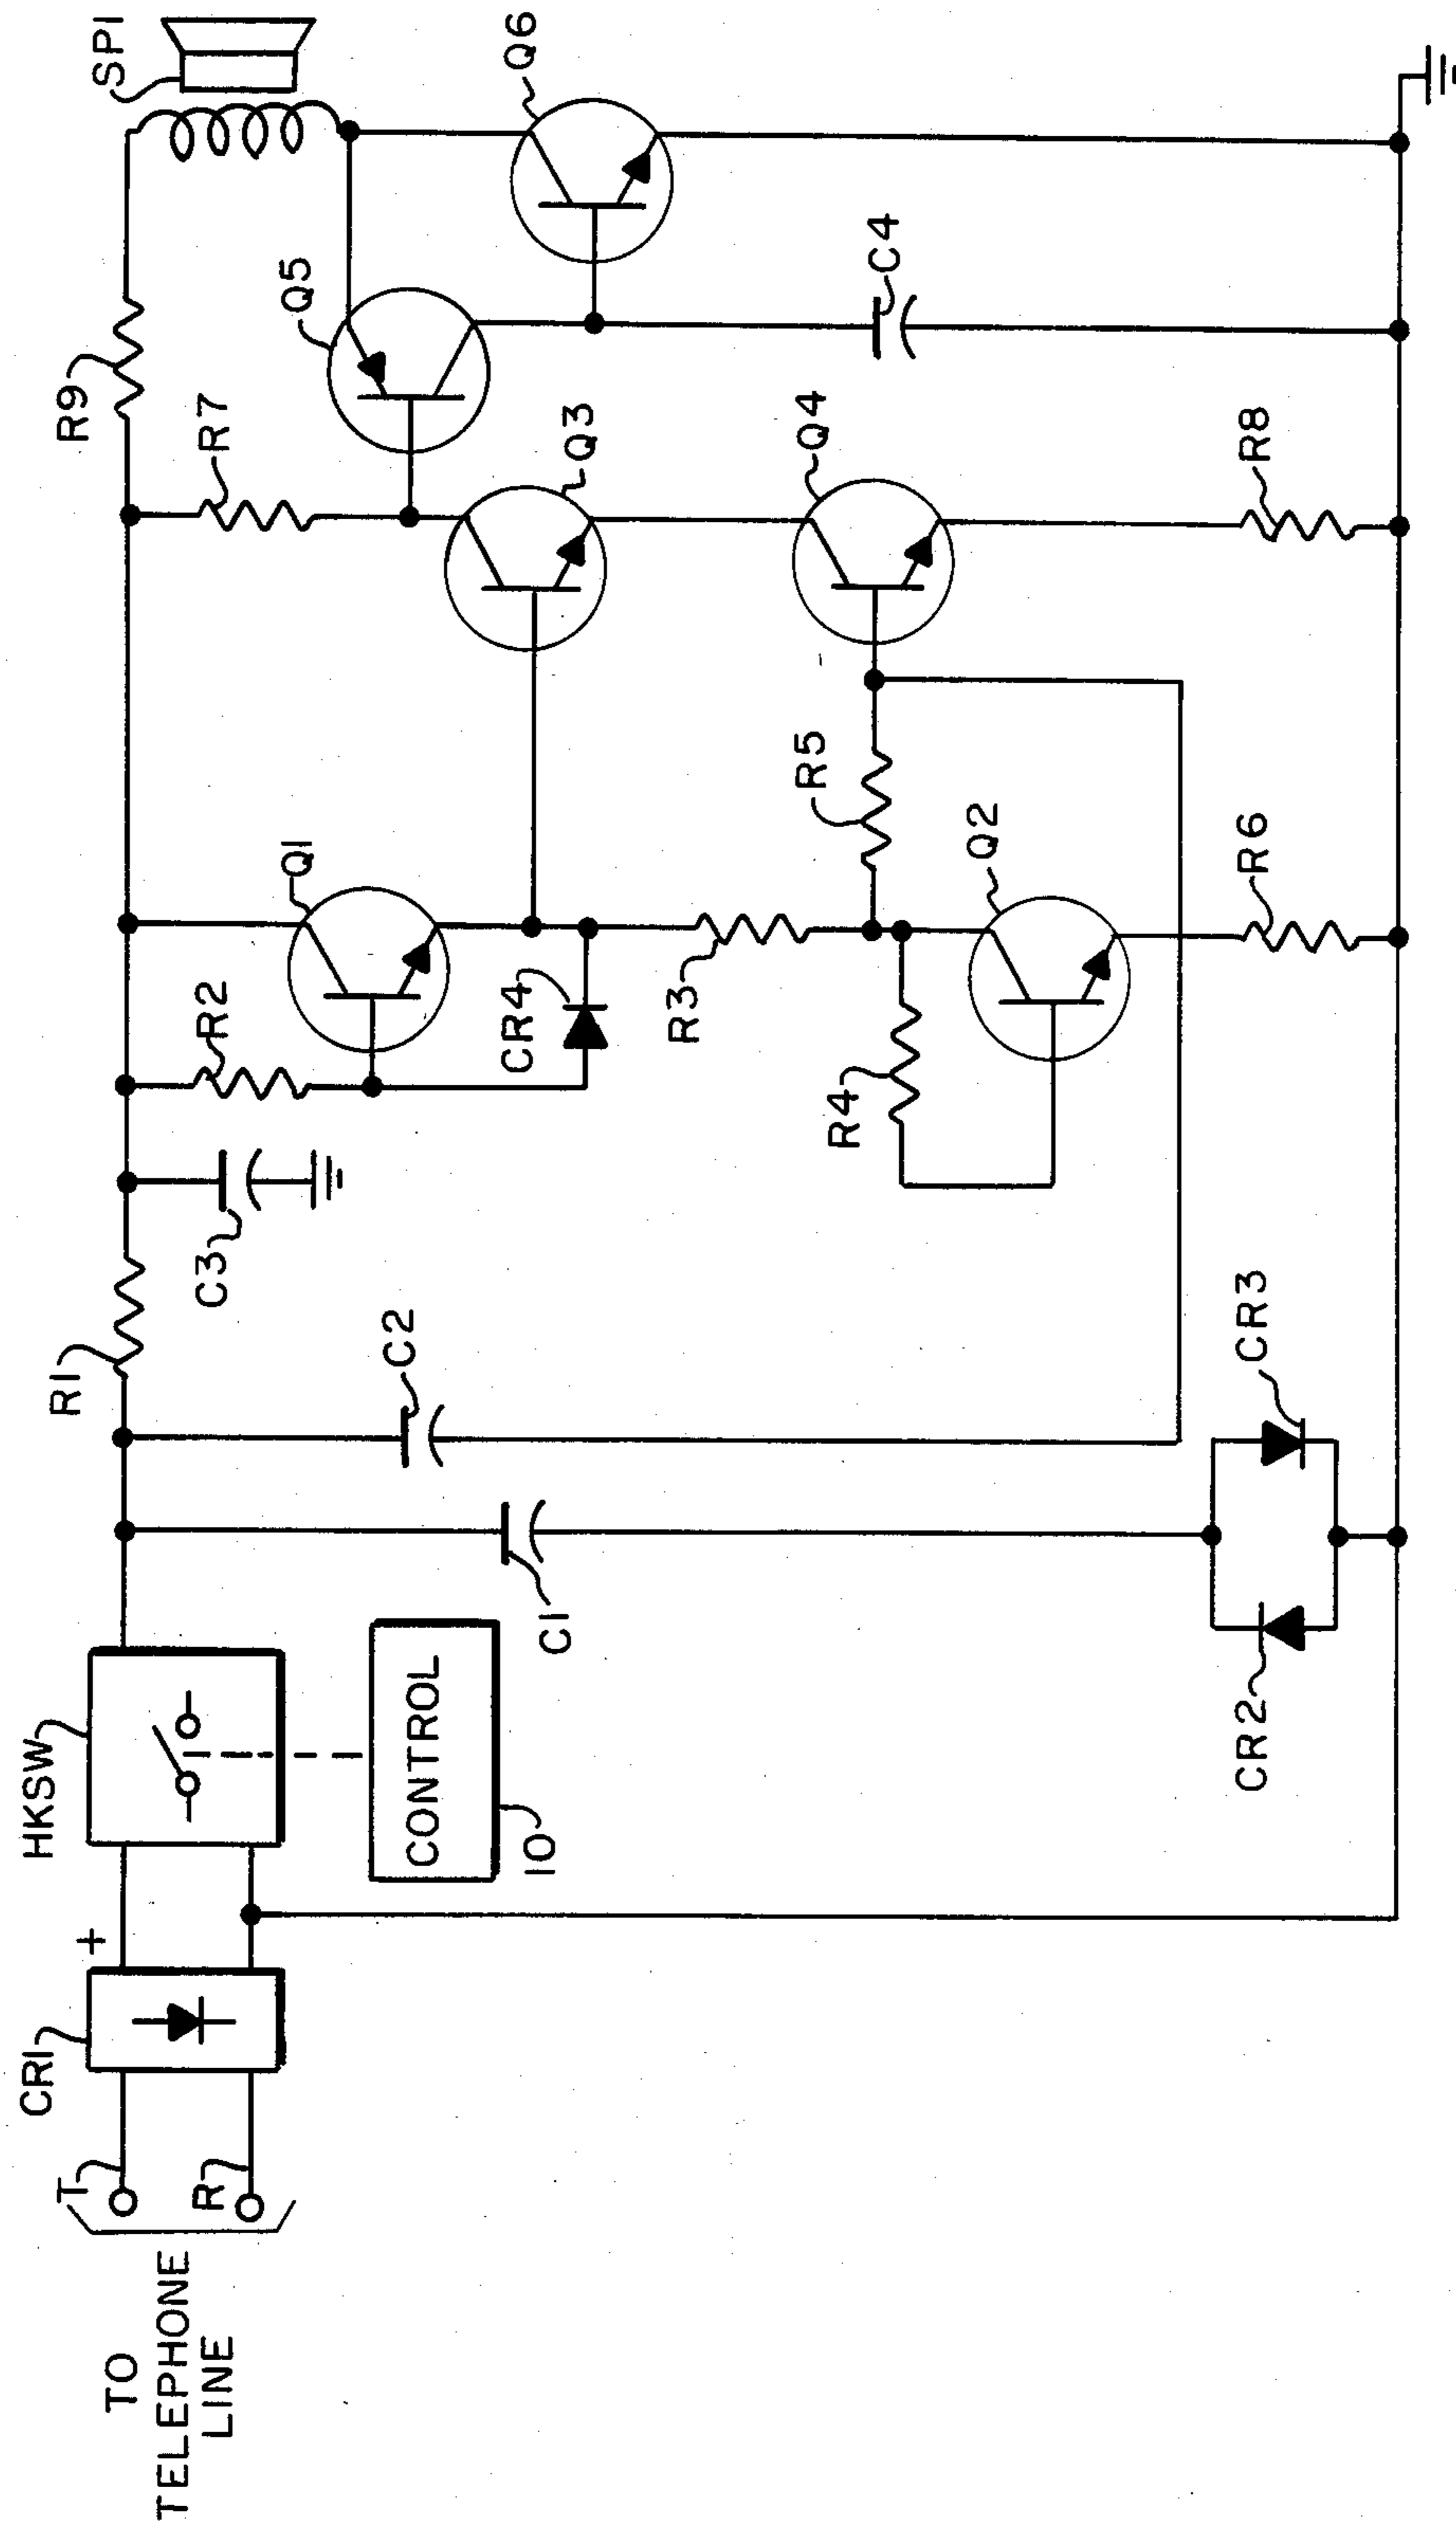 TO
TELEPHONE
LINE
T
R
CR1
+
HKSW
CONTROL
10
C1
C2
R1
C3
R2
Q1
CR4
R3
R4
R5
Q2
R6
CR2
CR3
R7
Q3
Q4
R8
R9
Q5
C4
Q6
SP1